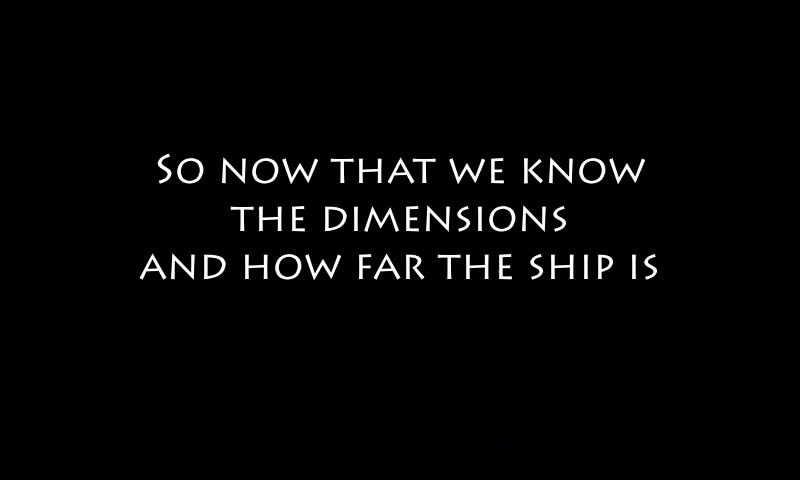 So now that we know
the dimensions
and how far the ship is